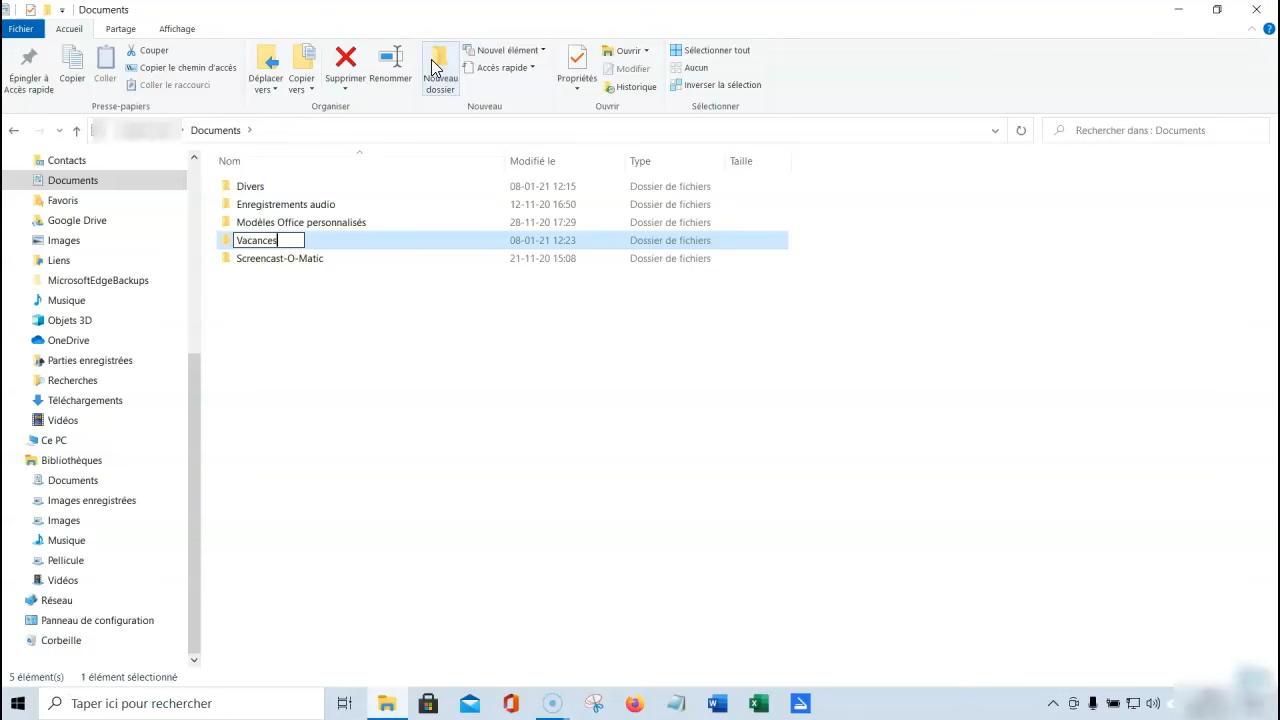 Documents
Fichier Accueil Partage Affichage
Épingler à Accès rapide
Copier
Coller
Couper
Copier le chemin d'accès
Coller le raccourci
Presse-papiers
Déplacer vers
Copier vers
Supprimer
Renommer
Organiser
Nouveau dossier
Nouvel élément
Accès rapide
Nouveau
Propriétés
Ouvrir
Modifier
Historique
Ouvrir
Sélectionner tout
Aucun
Inverser la sélection
Sélectionner
Documents
Rechercher dans : Documents
Contacts
Documents
Favoris
Google Drive
Images
Liens
MicrosoftEdgeBackups
Musique
Objets 3D
OneDrive
Parties enregistrées
Recherches
Téléchargements
Vidéos
Ce PC
Bibliothèques
Documents
Images enregistrées
Images
Musique
Pellicule
Vidéos
Réseau
Panneau de configuration
Corbeille
Nom Modifié le Type Taille
Divers 08-01-21 12:15 Dossier de fichiers
Enregistrements audio 12-11-20 16:50 Dossier de fichiers
Modèles Office personnalisés 28-11-20 17:29 Dossier de fichiers
Vacances 08-01-21 12:23 Dossier de fichiers
Screencast-O-Matic 21-11-20 15:08 Dossier de fichiers
5 élément(s) 1 élément sélectionné
Taper ici pour rechercher